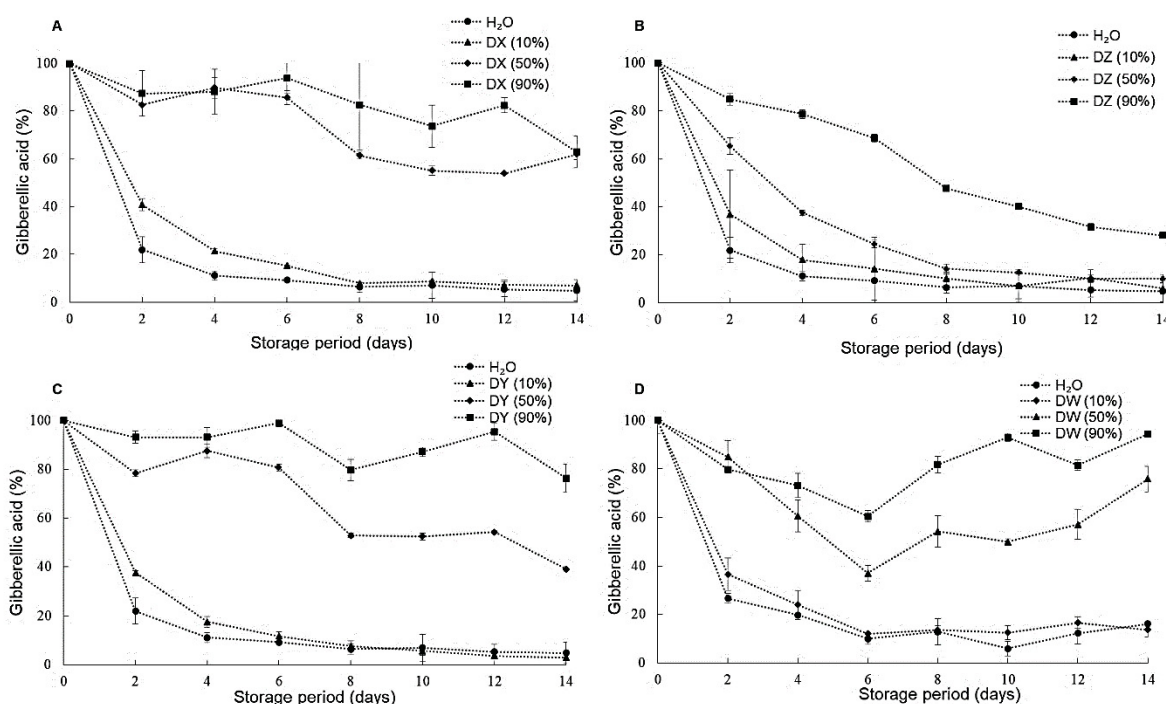 A
H₂O
DX (10%)
DX (50%)
DX (90%)
100
80
60
40
20
0
Gibberellic acid (%)
0 2 4 6 8 10 12 14
Storage period (days)
B
H₂O
DZ (10%)
DZ (50%)
DZ (90%)
100
80
60
40
20
0
Gibberellic acid (%)
0 2 4 6 8 10 12 14
Storage period (days)
C
H₂O
DY (10%)
DY (50%)
DY (90%)
100
80
60
40
20
0
Gibberellic acid (%)
0 2 4 6 8 10 12 14
Storage period (days)
D
H₂O
DW (10%)
DW (50%)
DW (90%)
100
80
60
40
20
0
Gibberellic acid (%)
0 2 4 6 8 10 12 14
Storage period (days)